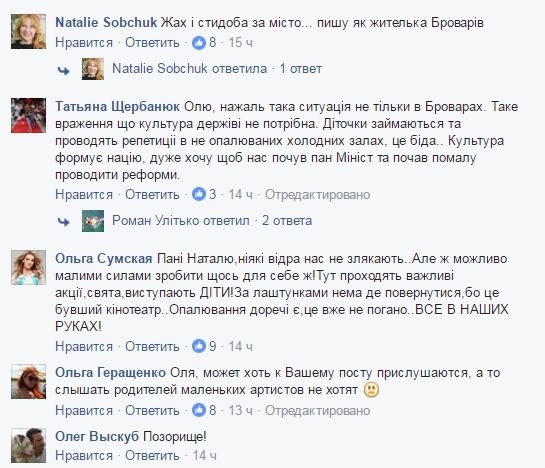 Natalie Sobchuk Жах і стидоба за місто... пишу як жителька Броварів
Нравится · Ответить · 8 · 15 ч
Natalie Sobchuk ответила · 1 ответ
Татьяна Щербанюк Олю, нажаль така ситуація не тільки в Броварах. Таке
враження що культура держіві не потрібна. Діточки займаються та
проводять репетиціі в не опалюваних холодних залах, це біда.. Культура
формує націю, дуже хочу щоб нас почув пан Мініст та почав помалу
проводити реформи.
Нравится · Ответить · 3 · 14 ч · Отредактировано
Роман Улітько ответил · 2 ответа
Ольга Сумская Пані Наталю,ніякі відра нас не злякають..Але ж можливо
малими силами зробити щось для себе ж!Тут проходять важливі
акції,свята,виступають ДІТИ!За лаштунками нема де повернутися,бо це
бувший кінотеатр..Опалювання доречі є,це вже не погано..ВСЕ В НАШИХ
РУКАХ!
Нравится · Ответить · 9 · 14 ч
Ольга Геращенко Оля, может хоть к Вашему посту прислушаются, а то
слышать родителей маленьких артистов не хотят
Нравится · Ответить · 8 · 13 ч · Отредактировано
Олег Выскуб Позорище!
Нравится · Ответить · 14 ч